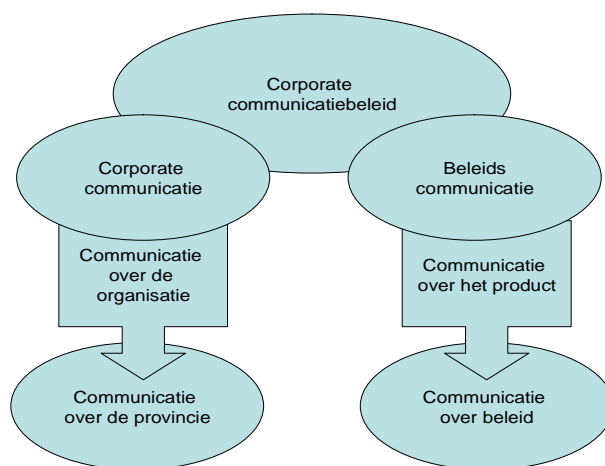 Corporate
communicatiebeleid
Corporate
communicatie
Beleids
communicatie
Communicatie
over de
organisatie
Communicatie
over het product
Communicatie
over de provincie
Communicatie
over beleid